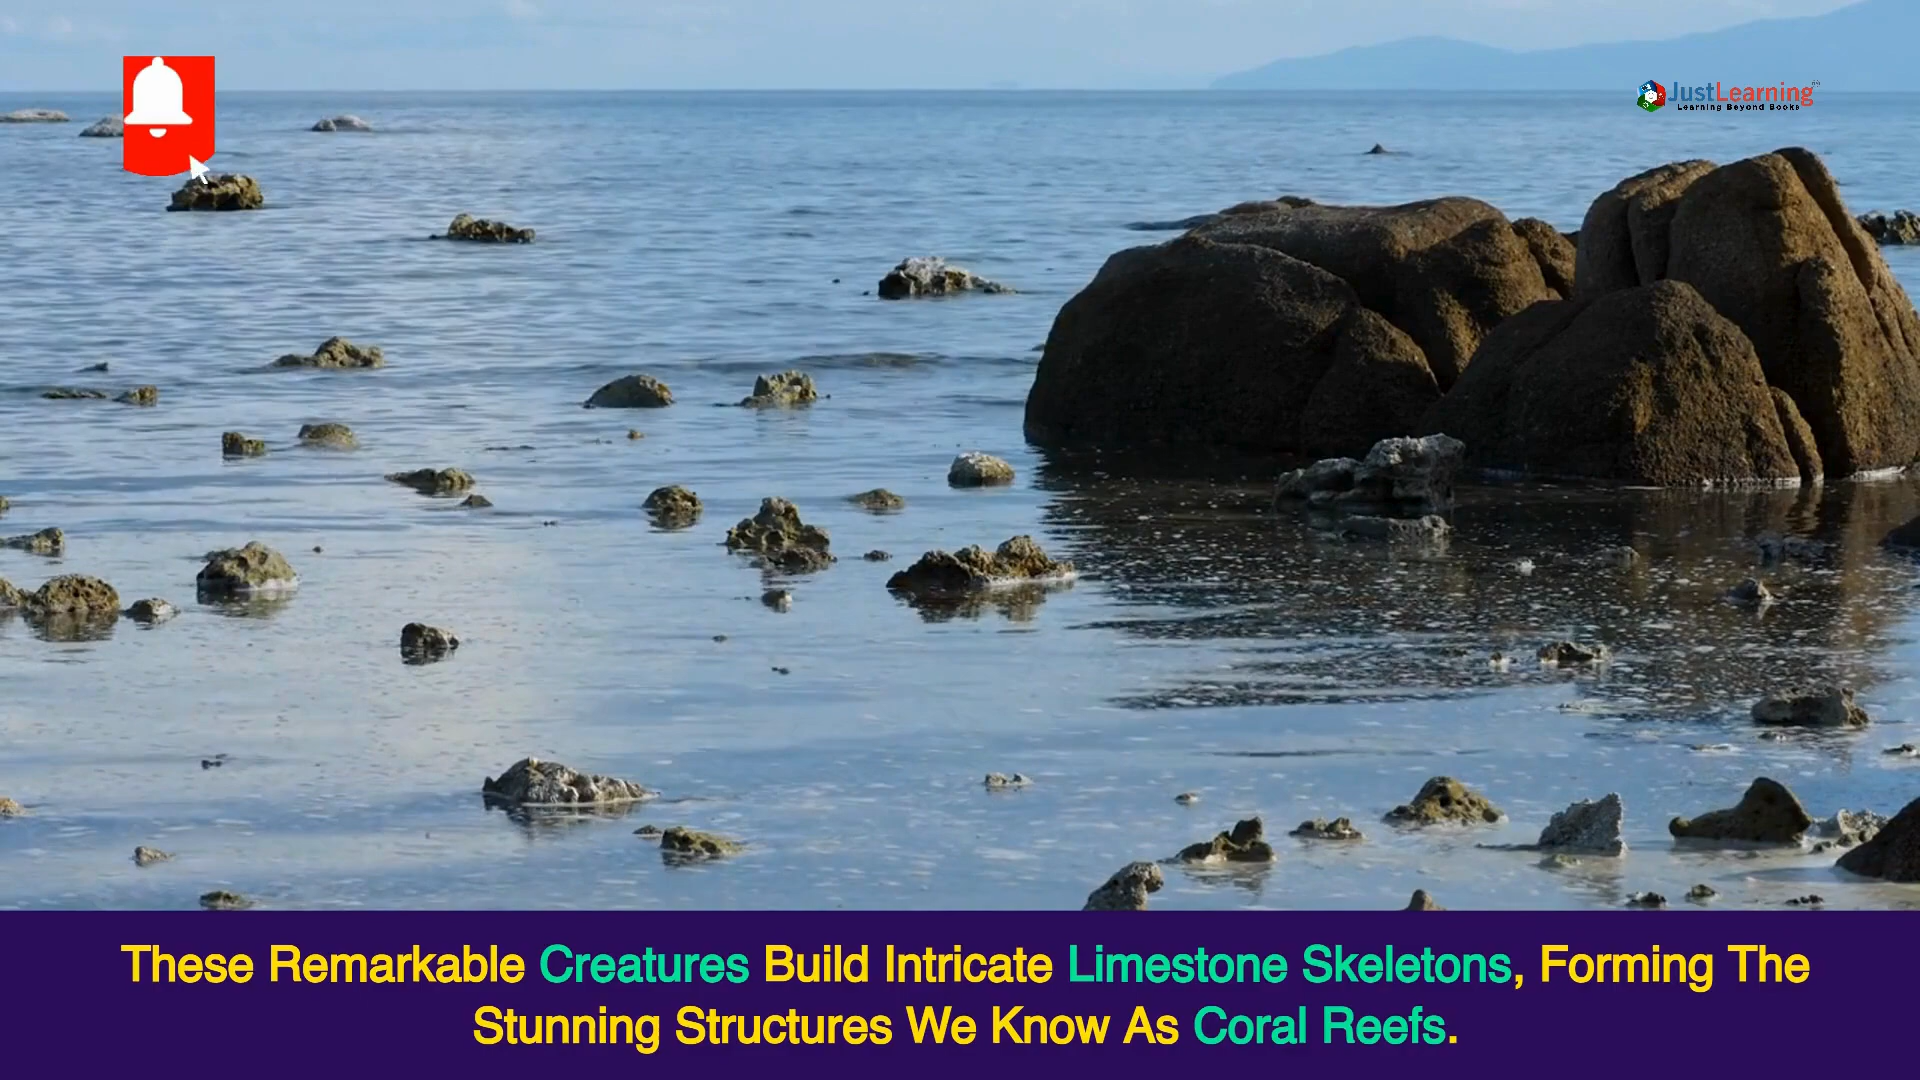 JustLearning
Learning Beyond Books
These Remarkable Creatures Build Intricate Limestone Skeletons, Forming The
Stunning Structures We Know As Coral Reefs.